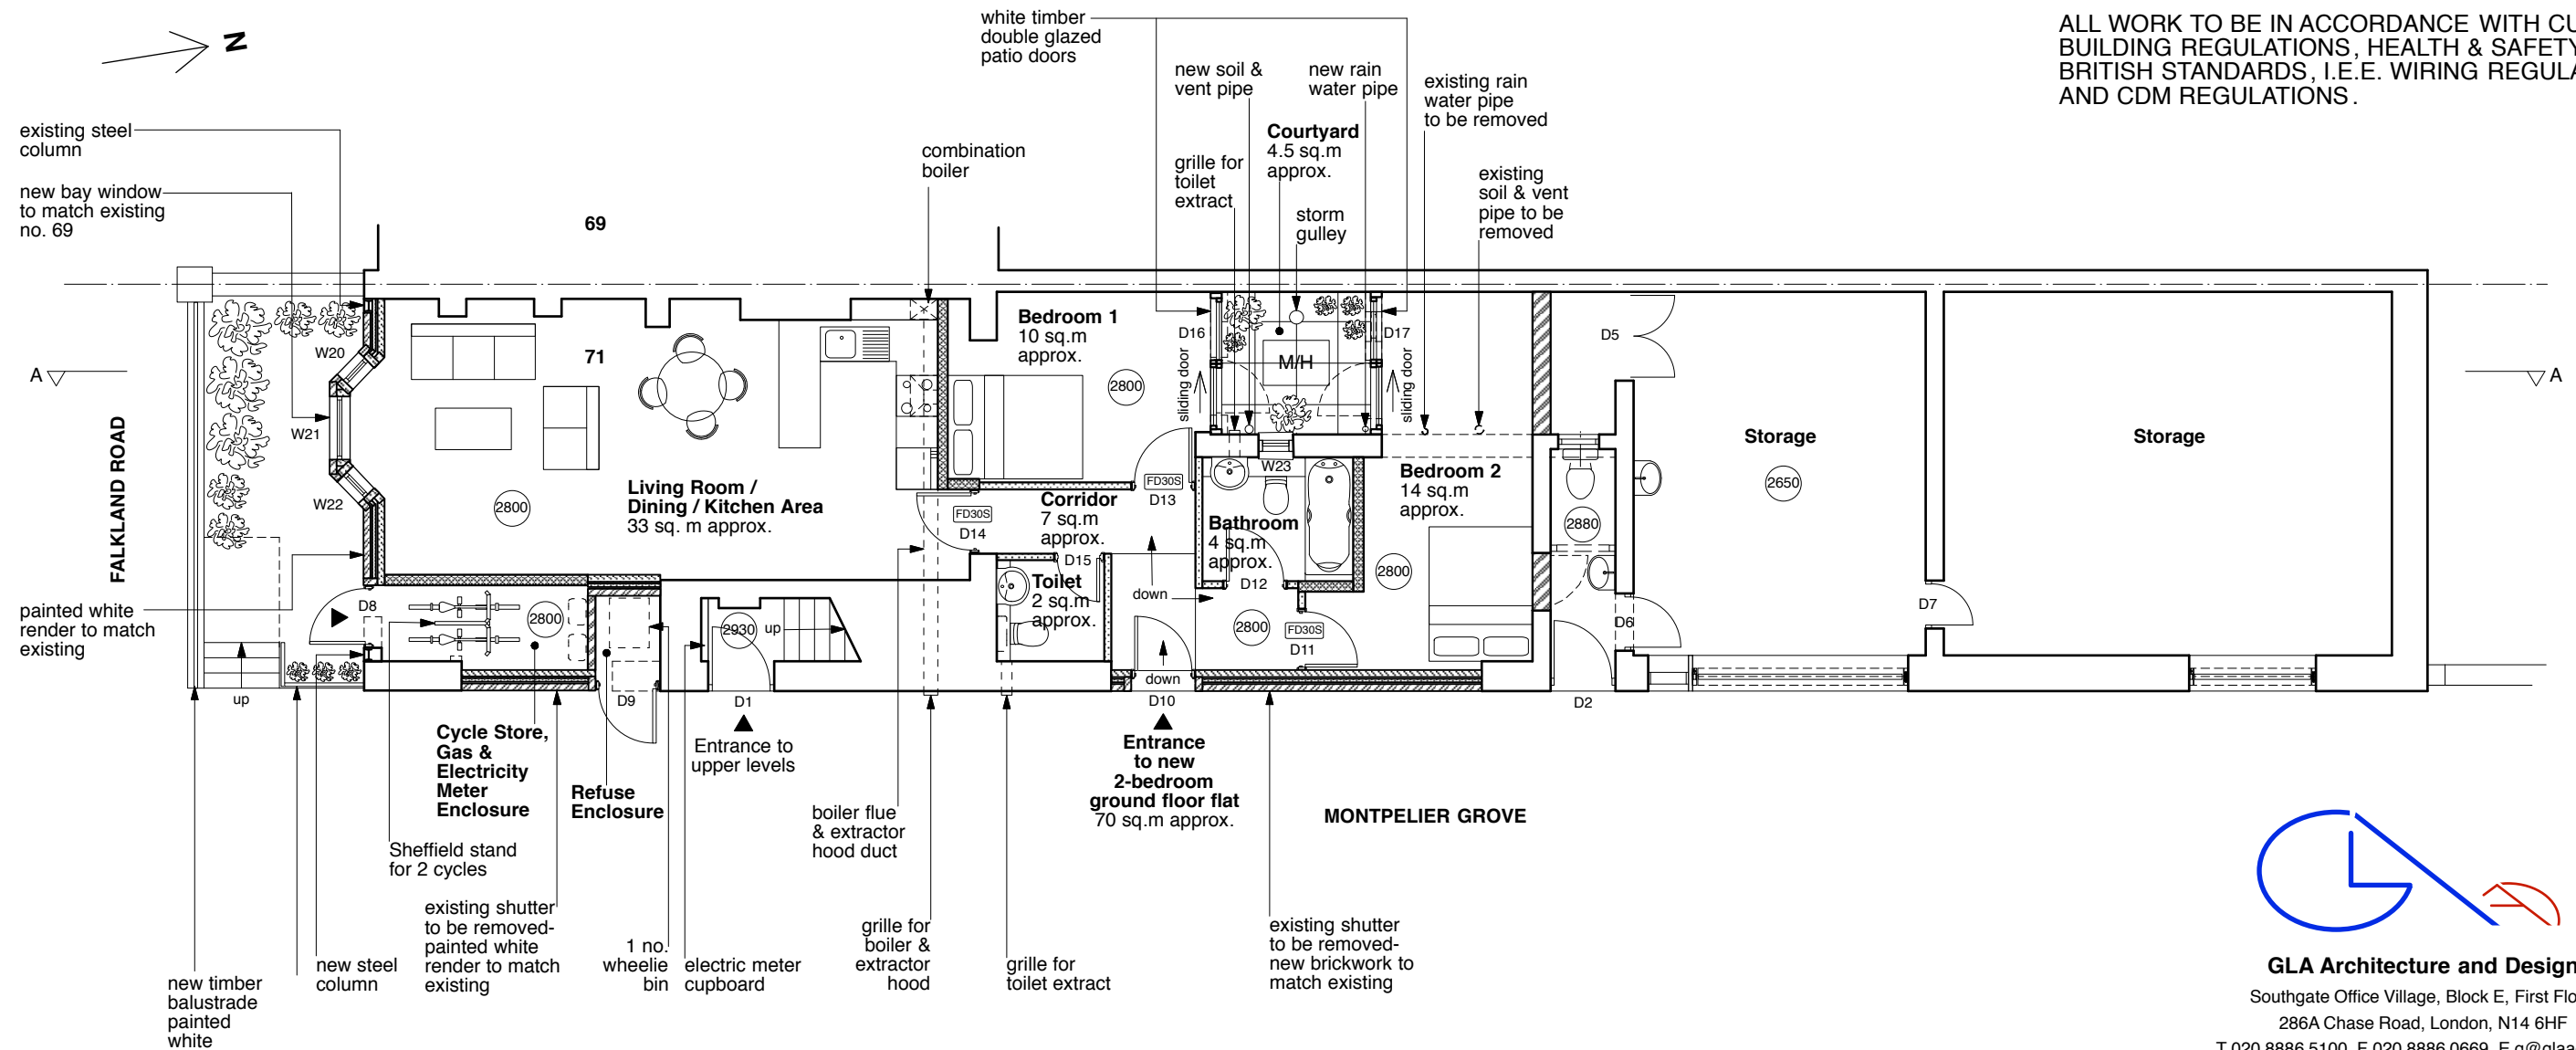 N
white timber
double glazed
patio doors
ALL WORK TO BE IN ACCORDANCE WITH CU
BUILDING REGULATIONS, HEALTH & SAFETY
BRITISH STANDARDS, I.E.E. WIRING REGULA
AND CDM REGULATIONS.
new soil &
vent pipe
new rain
water pipe
existing rain
water pipe
to be removed
existing steel
column
combination
boiler
Courtyard
4.5 sq.m
approx.
grille for
toilet
extract
existing
soil & vent
pipe to be
removed
new bay window
to match existing
no. 69
69
storm
gulley
Bedroom 1
10 sq.m
approx.
D16
D17
D5
W20
71
M/H
A
A
2800
sliding door
sliding door
W21
FALKLAND ROAD
Storage
Storage
W23
Bedroom 2
14 sq.m
approx.
2650
FD30S
D13
Living Room /
Dining / Kitchen Area
33 sq. m approx.
Corridor
7 sq.m
approx.
W22
2800
FD30S
D14
Bathroom
4 sq.m
approx.
2880
D15
2800
Toilet
2 sq.m
approx.
D12
down
painted white
render to match
existing
D8
2800
2930
up
2800
FD30S
D11
D6
D7
down
up
D9
D1
D10
D2
Cycle Store,
Gas &
Electricity
Meter
Enclosure
Entrance to
upper levels
Entrance
to new
2-bedroom
ground floor flat
70 sq.m approx.
Refuse
Enclosure
boiler flue
& extractor
hood duct
MONTPELIER GROVE
Sheffield stand
for 2 cycles
existing shutter
to be removed-
painted white
render to match
existing
1 no.
wheelie
bin
electric meter
cupboard
grille for
boiler &
extractor
hood
grille for
toilet extract
existing shutter
to be removed-
new brickwork to
match existing
new steel
column
new timber
balustrade
painted
white
GLA Architecture and Design
Southgate Office Village, Block E, First Flo
286A Chase Road, London, N14 6HF
T 020 8886 5100 F 020 8886 0669 E g@glaa